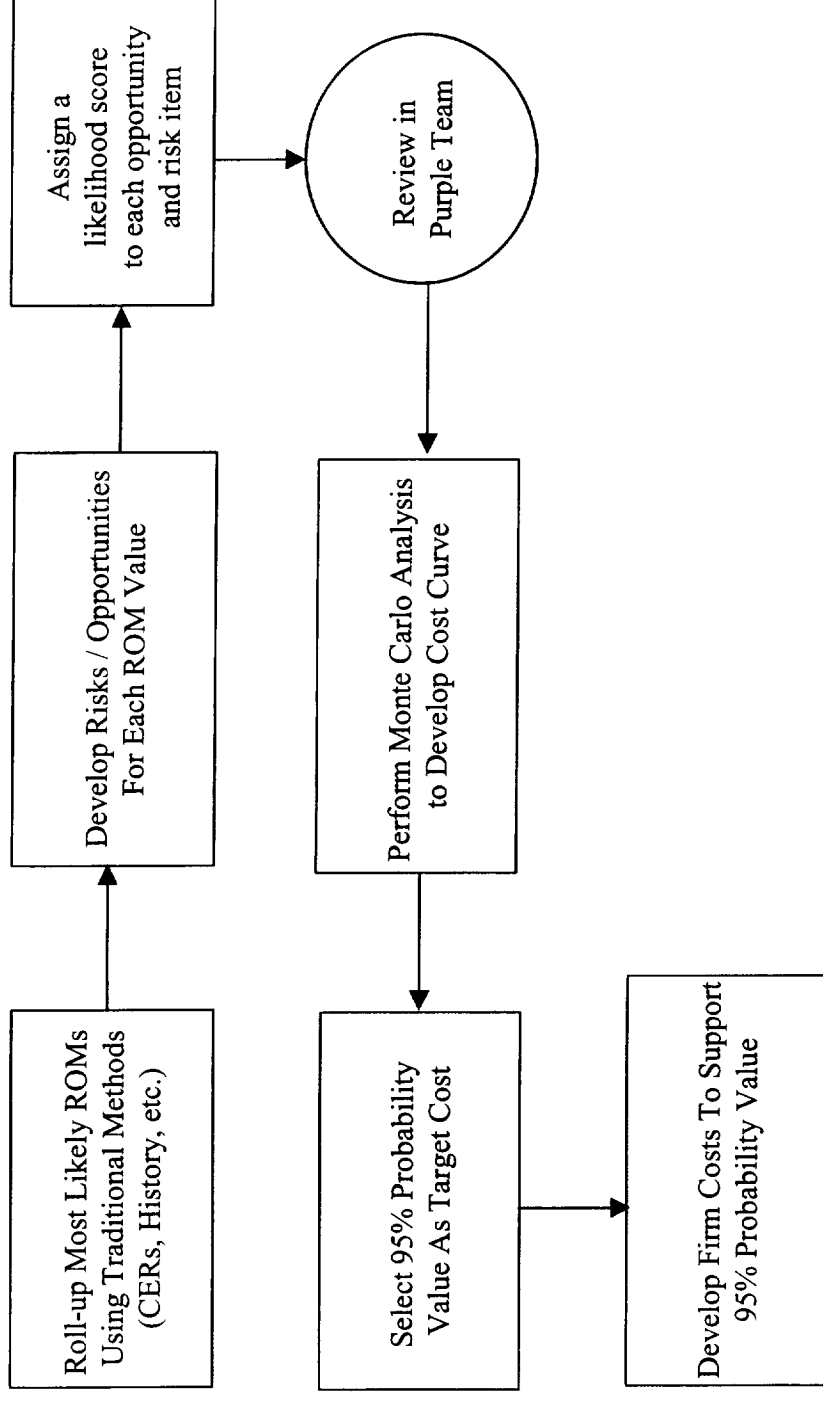 Roll-up Most Likely ROMs
Using Traditional Methods
(CERs, History, etc.)
Develop Risks / Opportunities
For Each ROM Value
Assign a
likelihood score
to each opportunity
and risk item
Review in
Purple Team
Perform Monte Carlo Analysis
to Develop Cost Curve
Select 95% Probability
Value As Target Cost
Develop Firm Costs To Support
95% Probability Value